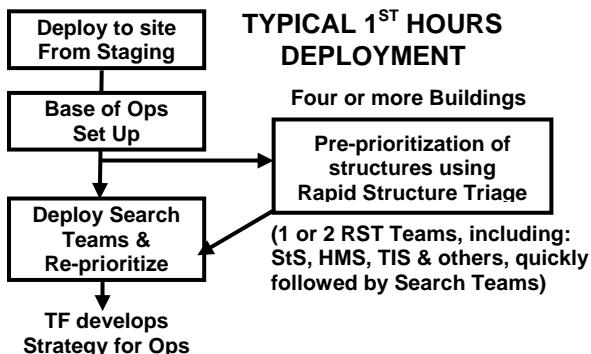 TYPICAL 1ST HOURS
DEPLOYMENT
Deploy to site
From Staging
Base of Ops
Set Up
Four or more Buildings
Pre-prioritization of
structures using
Rapid Structure Triage
Deploy Search
Teams &
Re-prioritize
(1 or 2 RST Teams, including:
StS, HMS, TIS & others, quickly
followed by Search Teams)
TF develops
Strategy for Ops